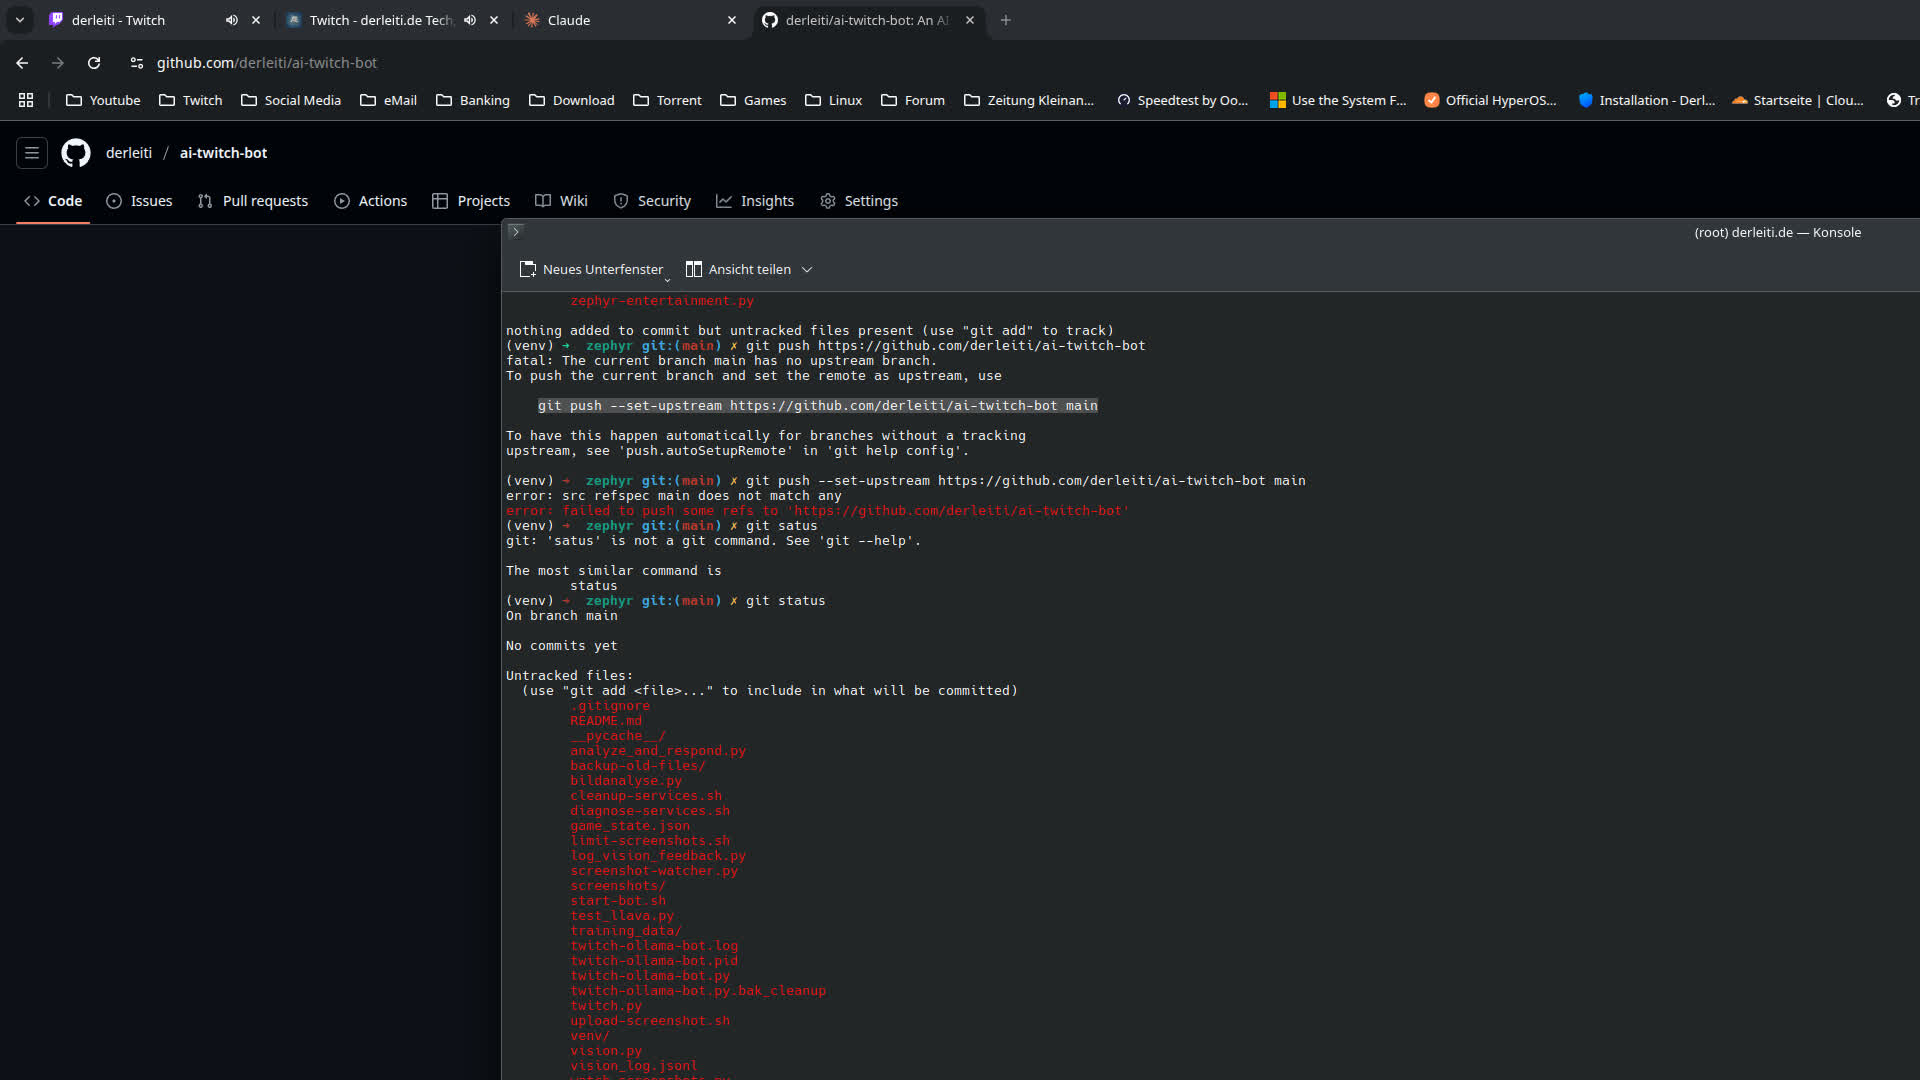 derleiti - Twitch
Twitch - derleiti.de Tech
Claude
derleiti/ai-twitch-bot: An AI
github.com/derleiti/ai-twitch-bot
Youtube Twitch Social Media eMail Banking Download Torrent Games Linux Forum Zeitung Kleinan... Speedtest by Oo... Use the System F... Official HyperOS... Installation - Derl... Startseite | Clou... Tr
derleiti / ai-twitch-bot
Code Issues Pull requests Actions Projects Wiki Security Insights Settings
(root) derleiti.de — Konsole
Neues Unterfenster Ansicht teilen
zephyr-entertainment.py
nothing added to commit but untracked files present (use "git add" to track)
(venv) ➜ zephyr git:(main) ✗ git push https://github.com/derleiti/ai-twitch-bot
fatal: The current branch main has no upstream branch.
To push the current branch and set the remote as upstream, use
git push --set-upstream https://github.com/derleiti/ai-twitch-bot main
To have this happen automatically for branches without a tracking
upstream, see 'push.autoSetupRemote' in 'git help config'.
(venv) ➜ zephyr git:(main) ✗ git push --set-upstream https://github.com/derleiti/ai-twitch-bot main
error: src refspec main does not match any
error: failed to push some refs to 'https://github.com/derleiti/ai-twitch-bot'
(venv) ➜ zephyr git:(main) ✗ git satus
git: 'satus' is not a git command. See 'git --help'.
The most similar command is
status
(venv) ➜ zephyr git:(main) ✗ git status
On branch main
No commits yet
Untracked files:
(use "git add <file>..." to include in what will be committed)
.gitignore
README.md
__pycache__/
analyze_and_respond.py
backup-old-files/
bildanalyse.py
cleanup-services.sh
diagnose-services.sh
game_state.json
limit-screenshots.sh
log_vision_feedback.py
screenshot-watcher.py
screenshots/
start-bot.sh
test_llava.py
training_data/
twitch-ollama-bot.log
twitch-ollama-bot.pid
twitch-ollama-bot.py
twitch-ollama-bot.py.bak_cleanup
twitch.py
upload-screenshot.sh
venv/
vision.py
vision_log.jsonl